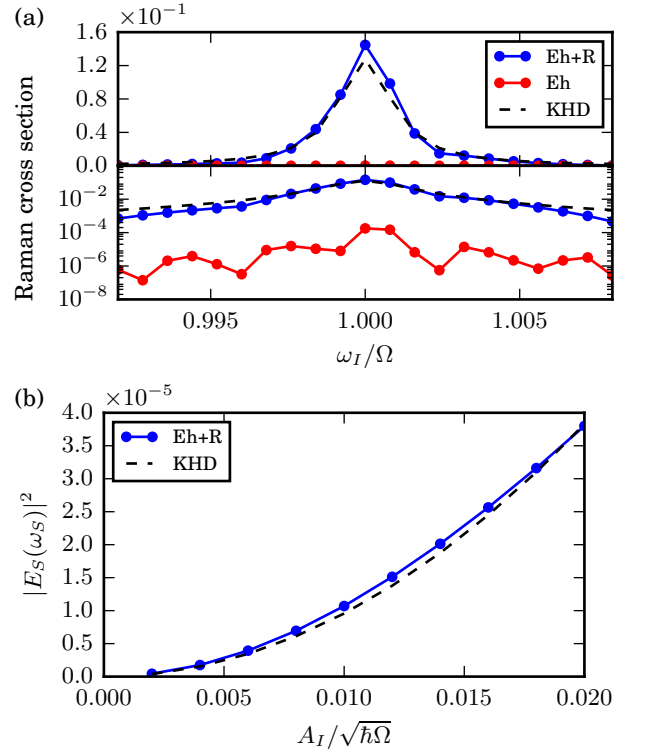 (a)
×10⁻¹
1.6
1.2
0.8
0.4
0.0
Eh+R
Eh
KHD
Raman cross section
10⁻²
10⁻⁴
10⁻⁶
10⁻⁸
0.995
1.000
1.005
ω_I/Ω
(b)
×10⁻⁵
4.0
3.5
3.0
2.5
2.0
1.5
1.0
0.5
0.0
Eh+R
KHD
|E_S(ω_S)|²
0.000
0.005
0.010
0.015
0.020
A_I/√ℏΩ